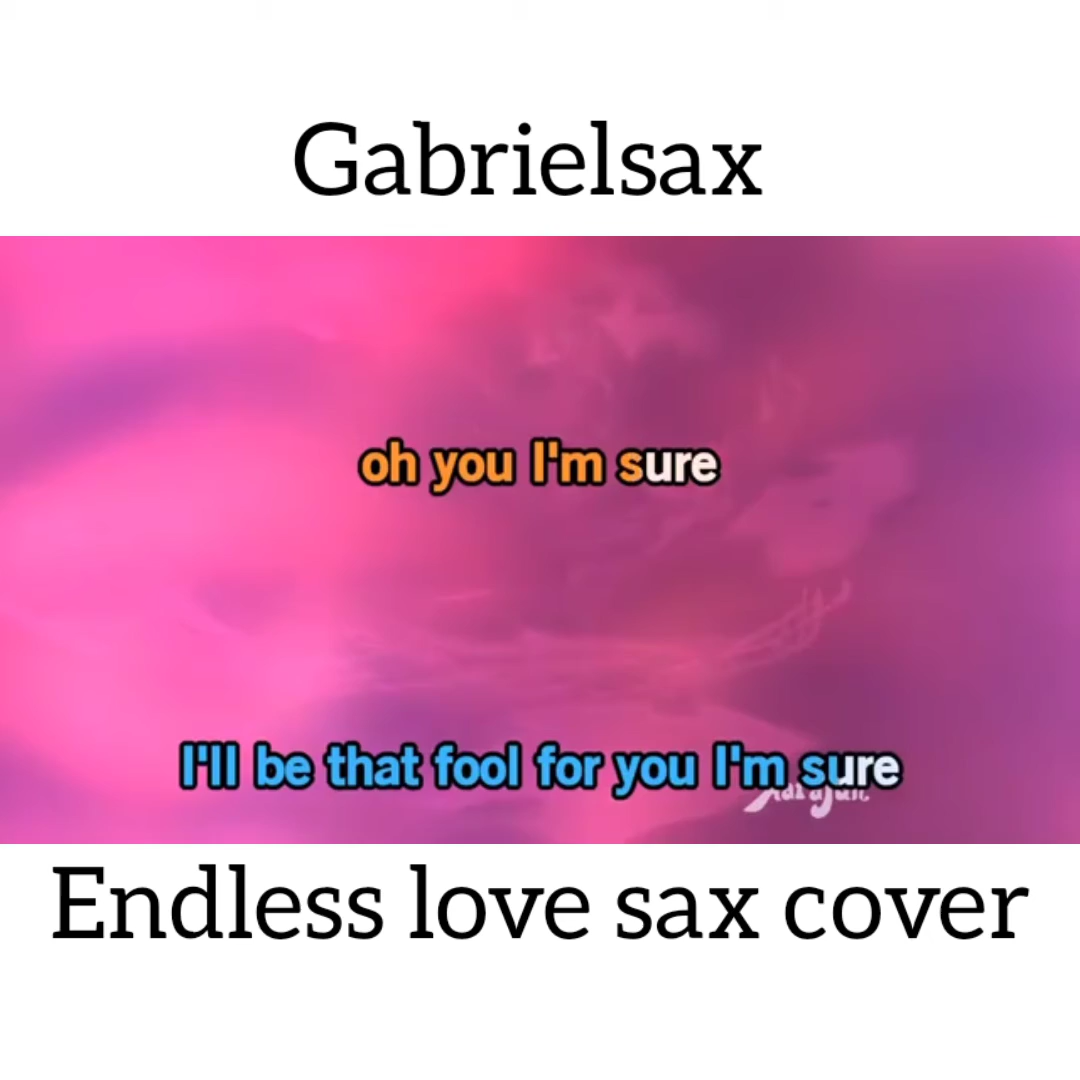 Gabrielsax
oh you I'm sure
I'll be that fool for you I'm sure
Endless love sax cover